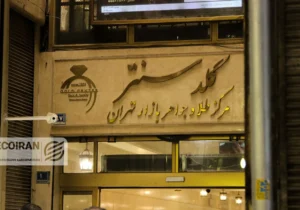 گلد سنتر
مرکز طلا و جواهر بازار تهران
ECOIRAN